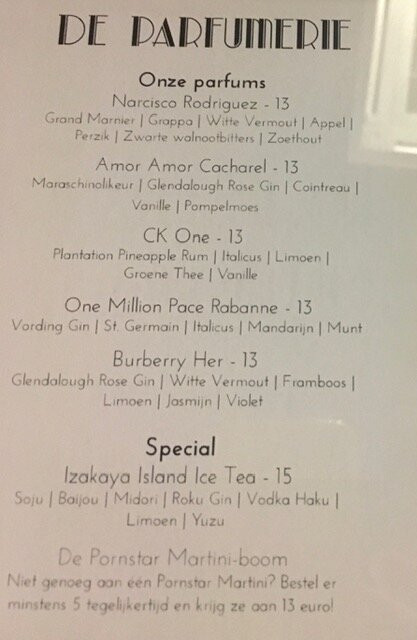 DE PARFUMERIE
Onze parfums
Narcisco Rodriguez - 13
Grand Marnier | Grappa | Witte Vermout | Appel |
Perzik | Zwarte walnootbitters | Zoethout
Amor Amor Cacharel - 13
Maraschinolikeur | Glendalough Rose Gin | Cointreau |
Vanille | Pompelmoes
CK One - 13
Plantation Pineapple Rum | Italicus | Limoen |
Groene Thee | Vanille
One Million Pace Rabanne - 13
Vording Gin | St. Germain | Italicus | Mandarijn | Munt
Burberry Her - 13
Glendalough Rose Gin | Witte Vermout | Framboos |
Limoen | Jasmijn | Violet
Special
Izakaya Island Ice Tea - 15
Soju | Baijou | Midori | Roku Gin | Vodka Haku |
Limoen | Yuzu
De Pornstar Martini-boom
Niet genoeg aan één Pornstar Martini? Bestel er
minstens 5 tegelijkertijd en krijg ze aan 13 euro!